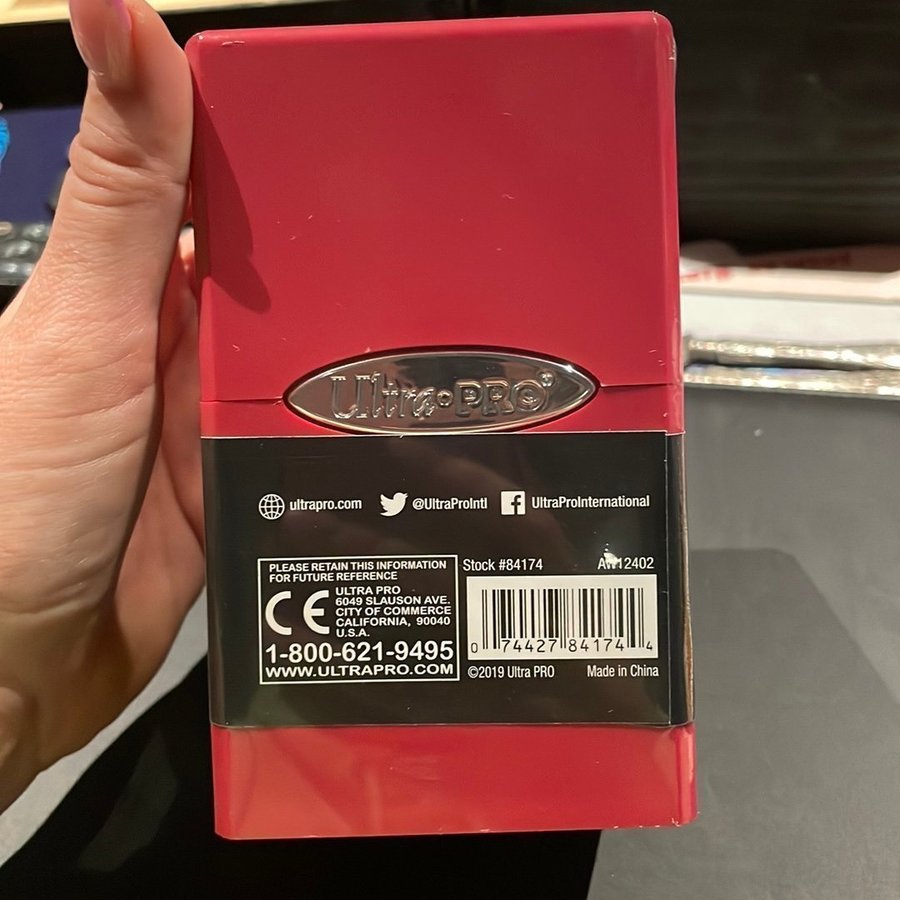 Ultra•PRO®
ultrapro.com @UltraProIntl UltraProInternational
PLEASE RETAIN THIS INFORMATION
FOR FUTURE REFERENCE
CE
ULTRA PRO
6049 SLAUSON AVE.
CITY OF COMMERCE
CALIFORNIA, 90040
U.S.A.
1-800-621-9495
WWW.ULTRAPRO.COM
Stock #84174
0 74427 84174 4
©2019 Ultra PRO Made in China